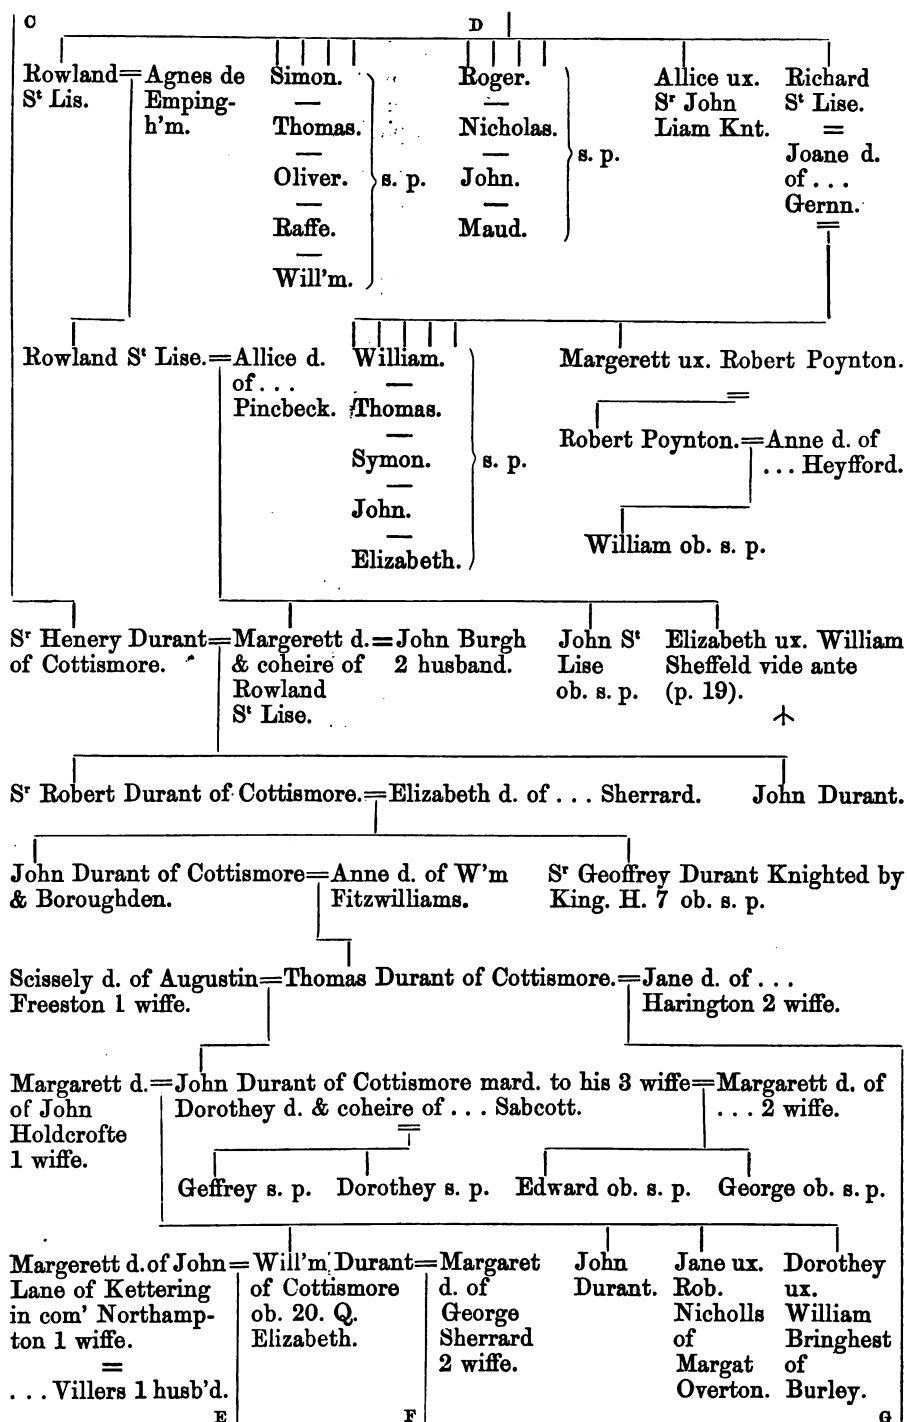 C D
Rowland=Agnes de Simon. Roger. Allice ux. Richard
Sᵗ Lis. Emping- Sʳ John Sᵗ Lise.
h'm. Thomas. Nicholas. Liam Knt. =
Oliver. s. p. John. s. p. Joane d.
of . . .
Raffe. Maud. Gernn.
=
Will'm.
Rowland Sᵗ Lise.=Allice d. William. Margerett ux. Robert Poynton.
of . . . =
Pincbeck. Thomas.
Robert Poynton.=Anne d. of
Symon. s. p. . . . Heyfford.
John.
William ob. s. p.
Elizabeth.
Sʳ Henery Durant=Margerett d.=John Burgh John Sᵗ Elizabeth ux. William
of Cottismore. & coheire of 2 husband. Lise Sheffeld vide ante
Rowland ob. s. p. (p. 19).
Sᵗ Lise.
Sʳ Robert Durant of Cottismore.=Elizabeth d. of . . . Sherrard. John Durant.
John Durant of Cottismore=Anne d. of W'm Sʳ Geoffrey Durant Knighted by
& Boroughden. Fitzwilliams. King. H. 7 ob. s. p.
Scissely d. of Augustin=Thomas Durant of Cottismore.=Jane d. of . . .
Freeston 1 wiffe. Harington 2 wiffe.
Margarett d.=John Durant of Cottismore mard. to his 3 wiffe=Margarett d. of
of John Dorothey d. & coheire of . . . Sabcott. . . . 2 wiffe.
Holdcrofte =
1 wiffe.
Geffrey s. p. Dorothey s. p. Edward ob. s. p. George ob. s. p.
Margerett d. of John=Will'm Durant=Margaret John Jane ux. Dorothey
Lane of Kettering of Cottismore d. of Durant. Rob. ux.
in com' Northamp- ob. 20. Q. George Nicholls William
ton 1 wiffe. Elizabeth. Sherrard of Bringhest
= 2 wiffe. Margat of
. . . Villers 1 husb'd. Overton. Burley.
E F G